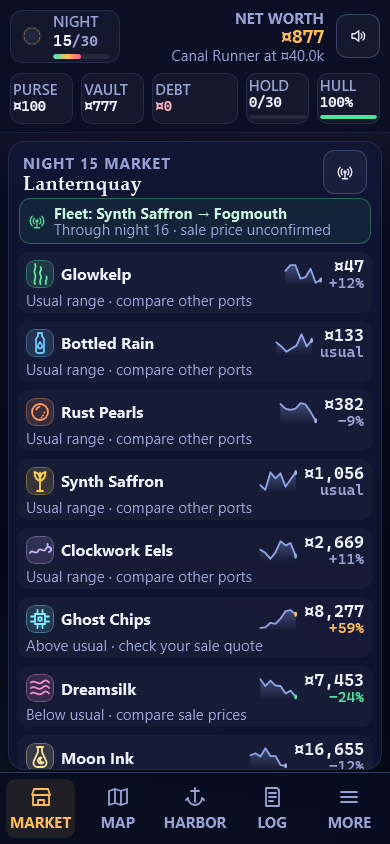 NIGHT
15/30
NET WORTH
¤877
Canal Runner at ¤40.0k
PURSE
¤100
VAULT
¤777
DEBT
¤0
HOLD
0/30
HULL
100%
NIGHT 15 MARKET
Lanternquay
Fleet: Synth Saffron → Fogmouth
Through night 16 · sale price unconfirmed
Glowkelp
¤47
+12%
Usual range · compare other ports
Bottled Rain
¤133
usual
Usual range · compare other ports
Rust Pearls
¤382
−9%
Usual range · compare other ports
Synth Saffron
¤1,056
usual
Usual range · compare other ports
Clockwork Eels
¤2,669
+11%
Usual range · compare other ports
Ghost Chips
¤8,277
+59%
Above usual · check your sale quote
Dreamsilk
¤7,453
−24%
Below usual · compare sale prices
Moon Ink
¤16,655
−12%
MARKET
MAP
HARBOR
LOG
MORE